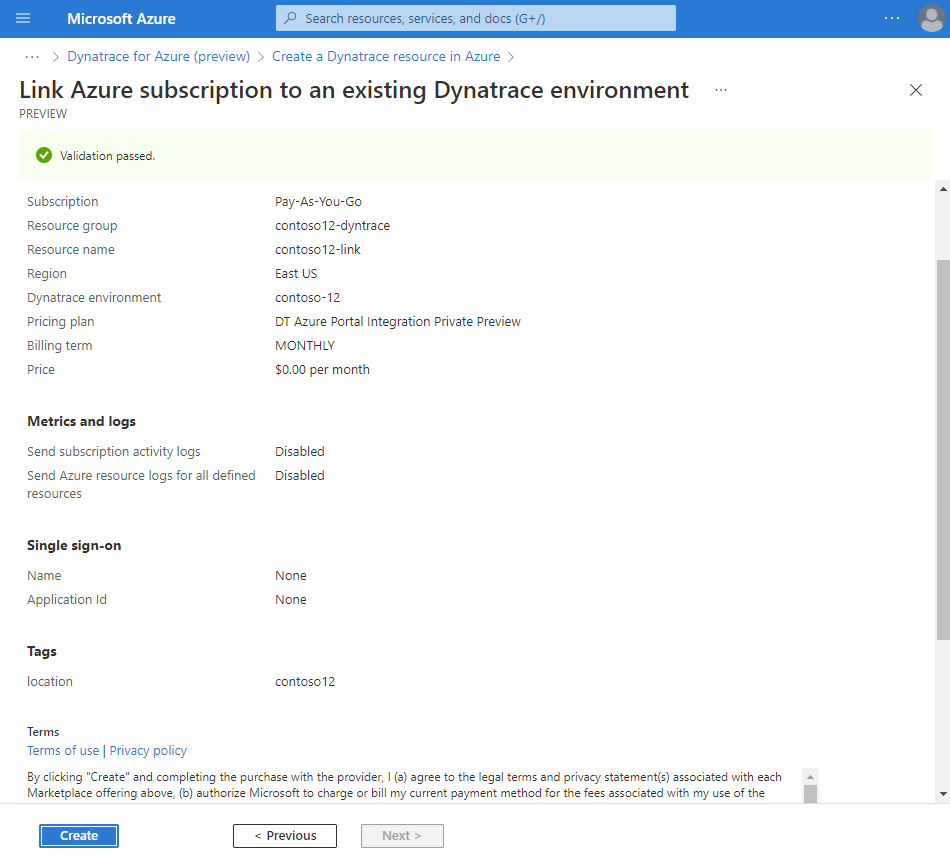 Microsoft Azure
Search resources, services, and docs (G+/)
...
... > Dynatrace for Azure (preview) > Create a Dynatrace resource in Azure >
Link Azure subscription to an existing Dynatrace environment ...
PREVIEW
Validation passed.
Subscription Pay-As-You-Go
Resource group contoso12-dyntrace
Resource name contoso12-link
Region East US
Dynatrace environment contoso-12
Pricing plan DT Azure Portal Integration Private Preview
Billing term MONTHLY
Price $0.00 per month
Metrics and logs
Send subscription activity logs Disabled
Send Azure resource logs for all defined Disabled
resources
Single sign-on
Name None
Application Id None
Tags
location contoso12
Terms
Terms of use | Privacy policy
By clicking "Create" and completing the purchase with the provider, I (a) agree to the legal terms and privacy statement(s) associated with each
Marketplace offering above, (b) authorize Microsoft to charge or bill my current payment method for the fees associated with my use of the
Create < Previous Next >